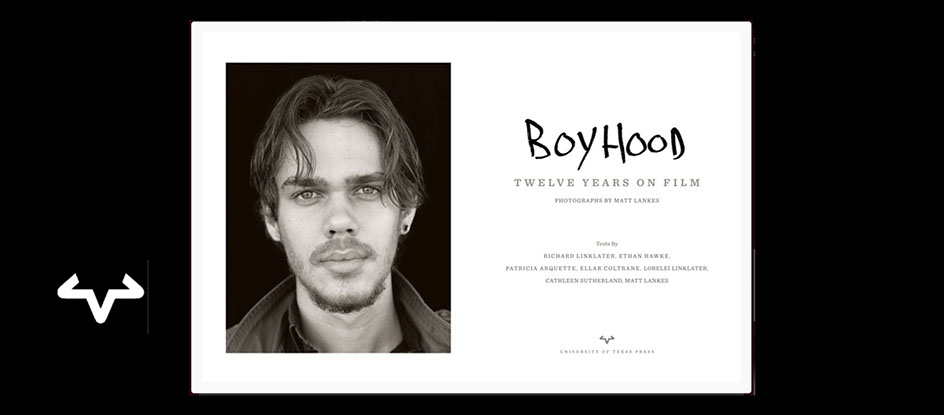 BOYHOOD
TWELVE YEARS ON FILM
PHOTOGRAPHS BY MATT LANKES
Texts By
RICHARD LINKLATER, ETHAN HAWKE,
PATRICIA ARQUETTE, ELLAR COLTRANE, LORELEI LINKLATER,
CATHLEEN SUTHERLAND, MATT LANKES
UNIVERSITY OF TEXAS PRESS